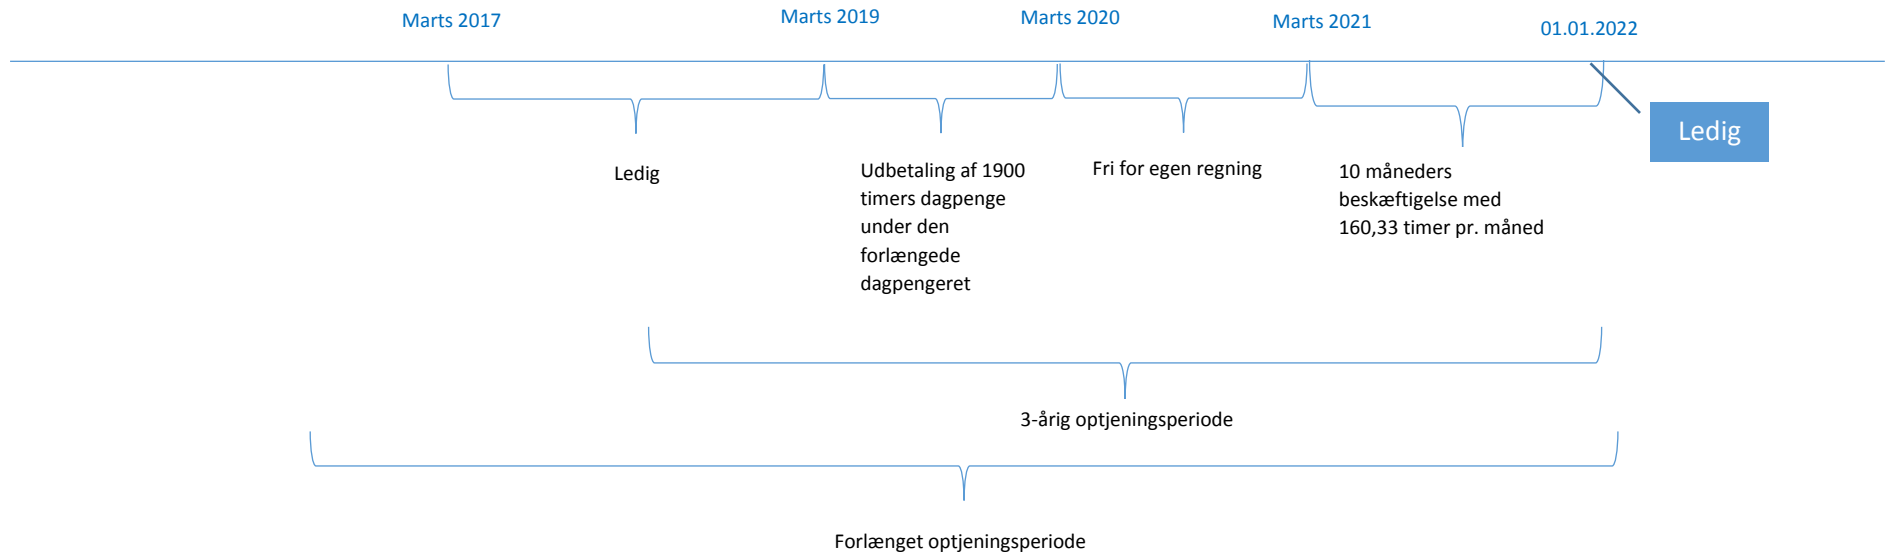 Marts 2017
Marts 2019
Marts 2020
Marts 2021
01.01.2022
Ledig
Ledig
Udbetaling af 1900
timers dagpenge
under den
forlængede
dagpengeret
Fri for egen regning
10 måneders
beskæftigelse med
160,33 timer pr. måned
3-årig optjeningsperiode
Forlænget optjeningsperiode